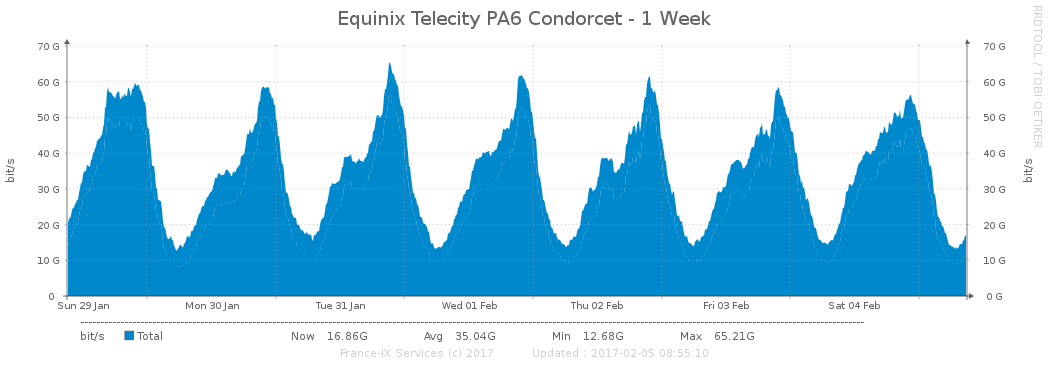 Equinix Telecity PA6 Condorcet - 1 Week
RRDTOOL / TOBI OETIKER
bit/s
70 G
60 G
50 G
40 G
30 G
20 G
10 G
0
70 G
60 G
50 G
40 G
30 G
20 G
10 G
0 G
bit/s
Sun 29 Jan Mon 30 Jan Tue 31 Jan Wed 01 Feb Thu 02 Feb Fri 03 Feb Sat 04 Feb
bit/s Total Now 16.86G Avg 35.04G Min 12.68G Max 65.21G
France-IX Services (c) 2017 Updated : 2017-02-05 08:55:10